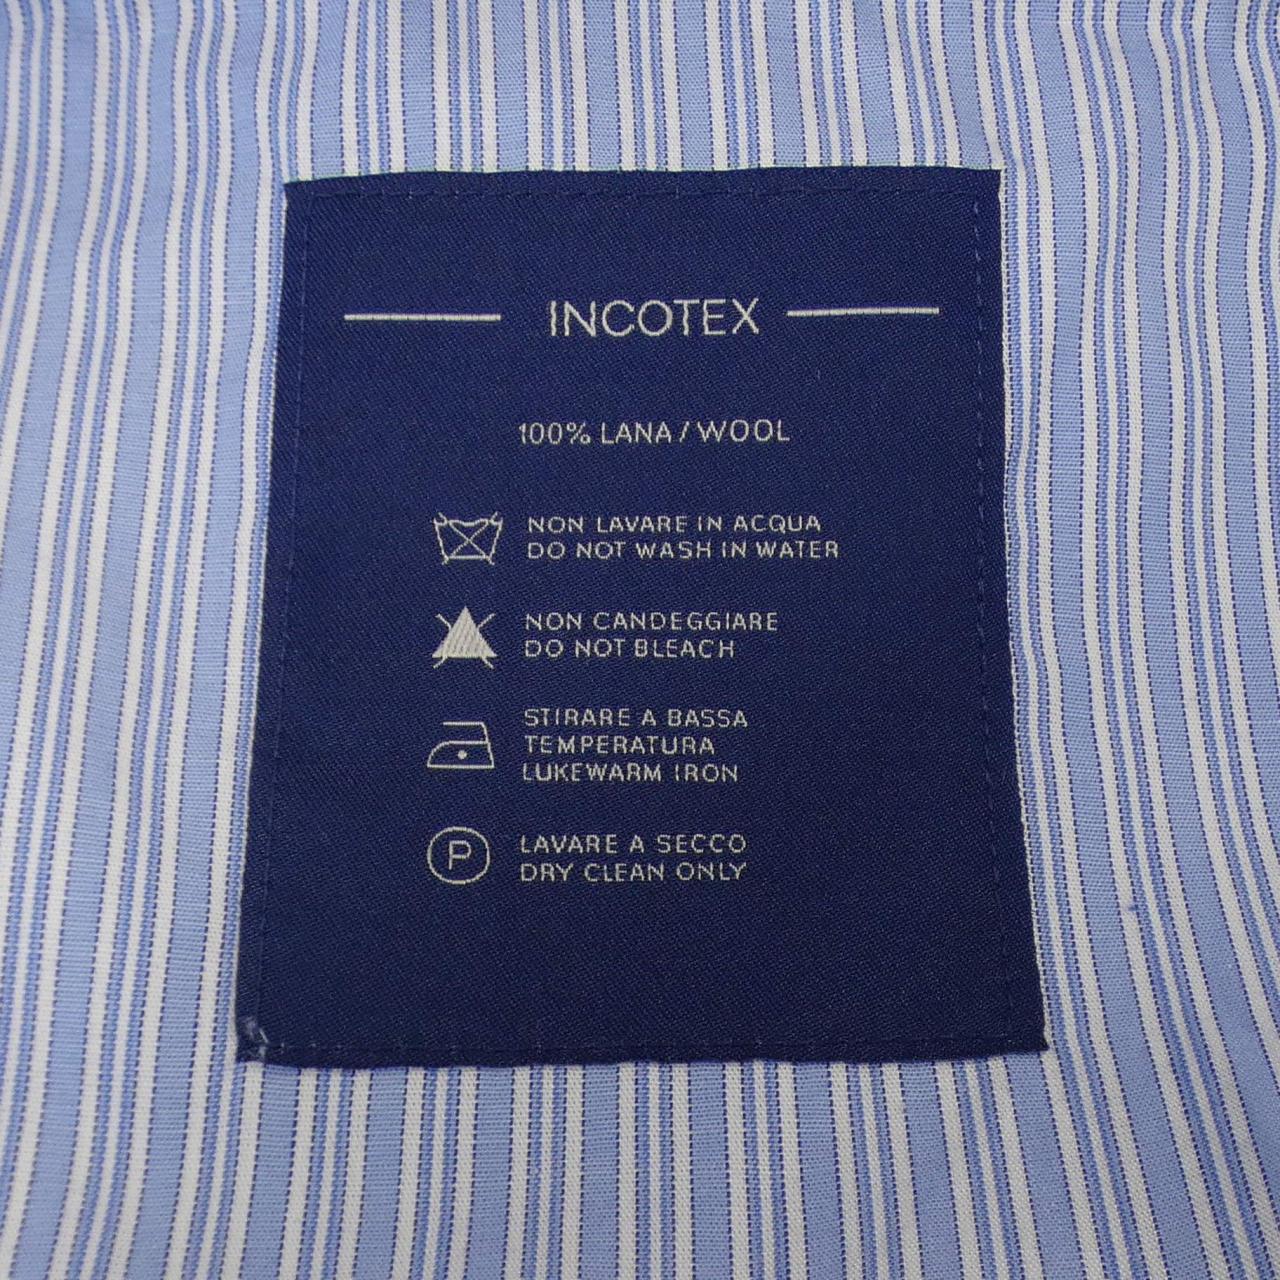 INCOTEX
100% LANA / WOOL
NON LAVARE IN ACQUA
DO NOT WASH IN WATER
NON CANDEGGIARE
DO NOT BLEACH
STIRARE A BASSA
TEMPERATURA
LUKEWARM IRON
P
LAVARE A SECCO
DRY CLEAN ONLY